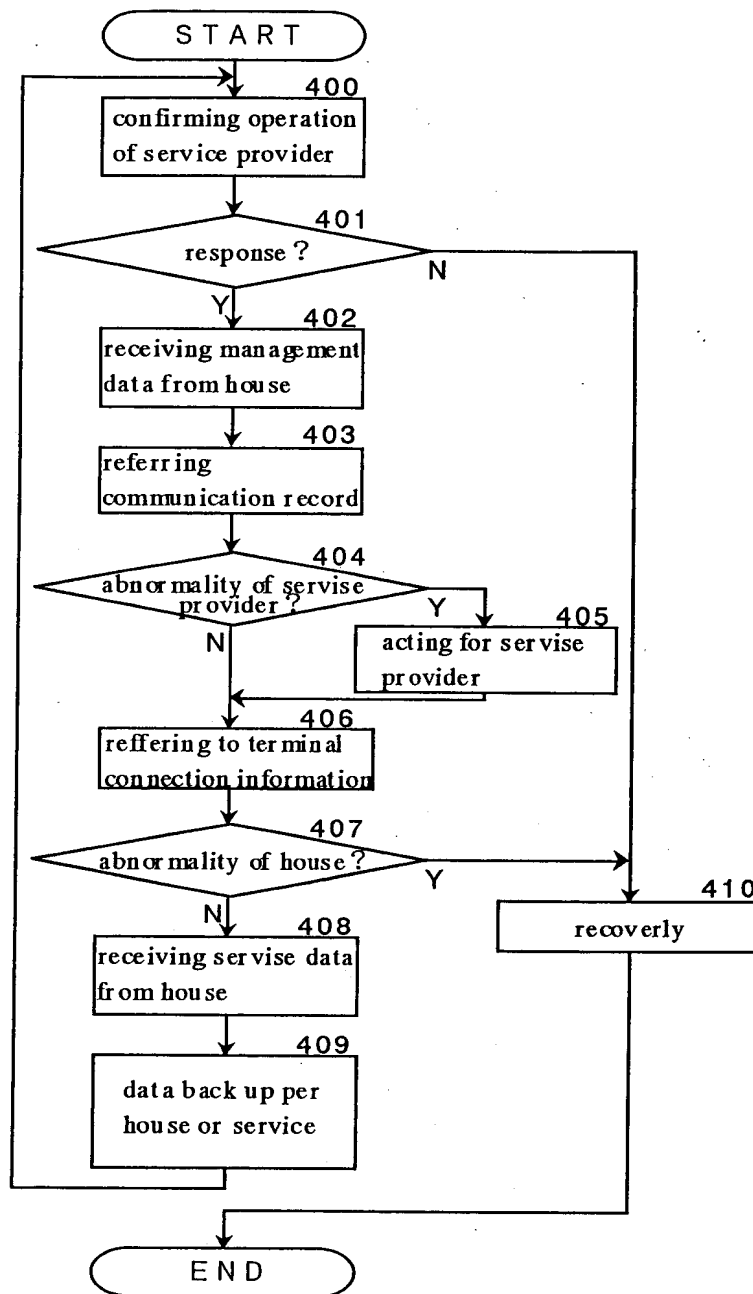 START
400
confirming operation
of service provider
401
response?
N
Y
402
receiving management
data from house
403
referring
communication record
404
abnormality of servise
provider?
Y
N
405
acting for servise
provider
406
reffering to terminal
connection information
407
abnormality of house?
Y
N
410
recoverly
408
receiving servise data
from house
409
data back up per
house or service
END